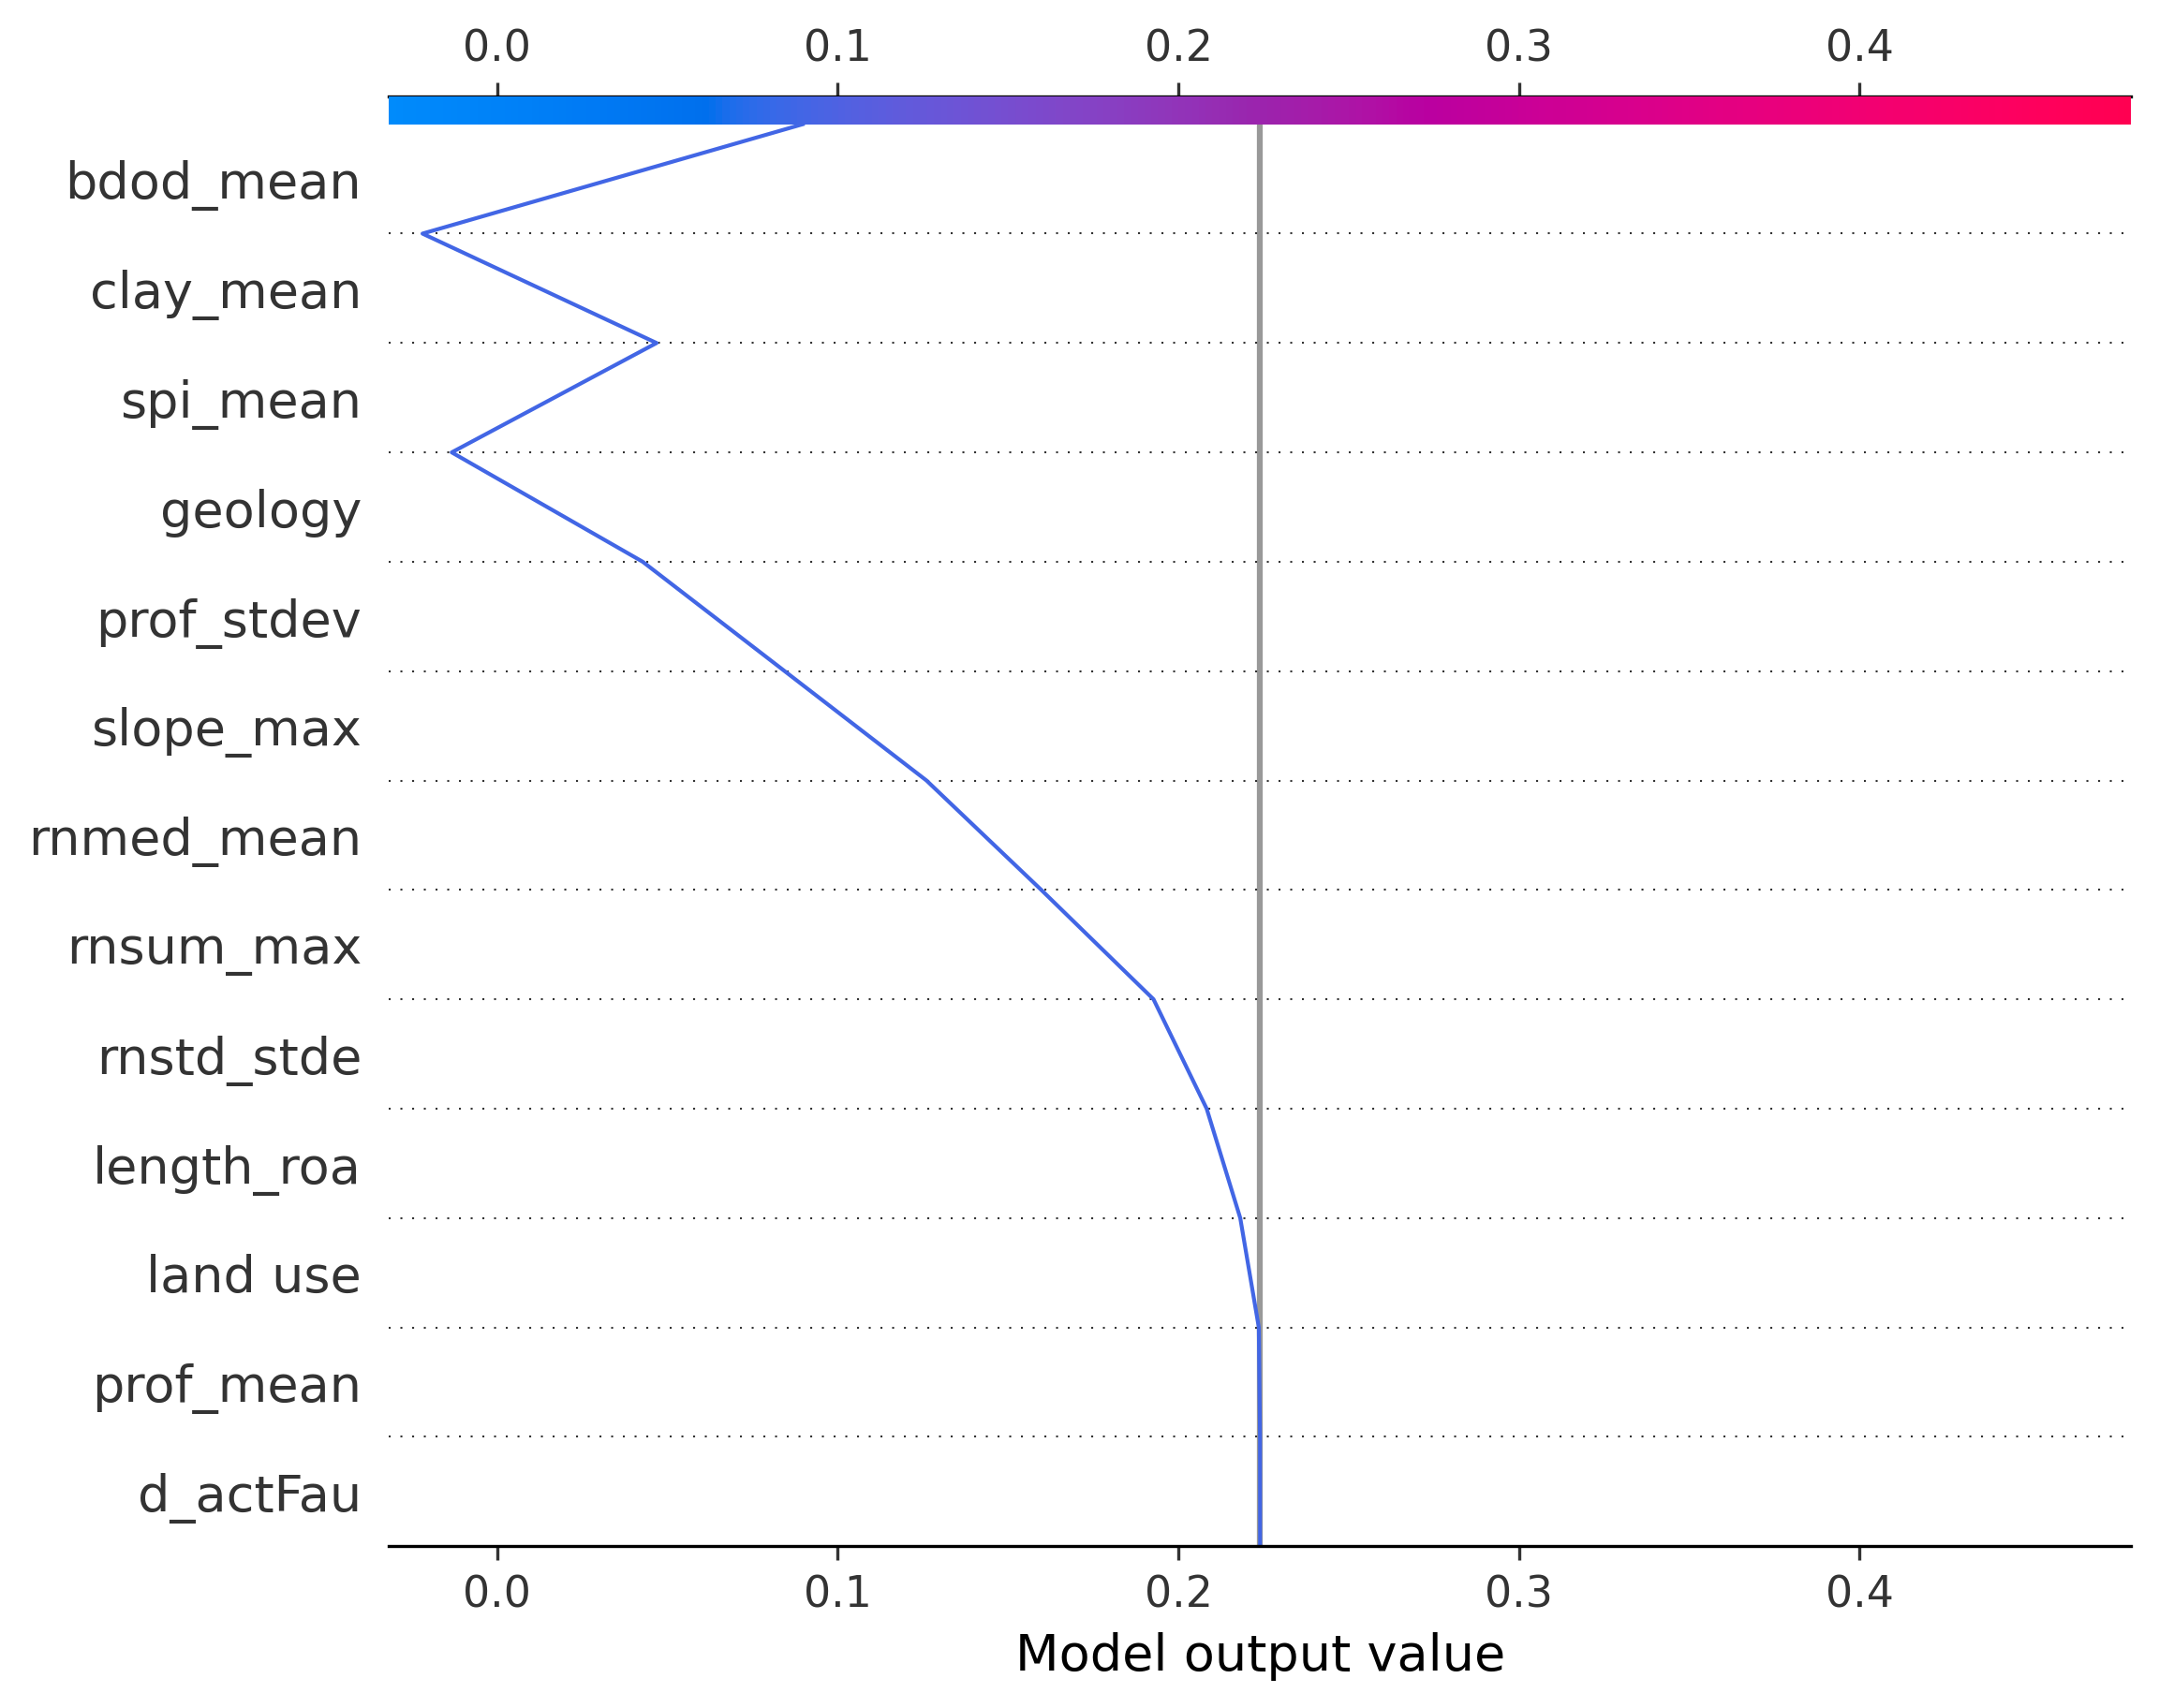 0.0 0.1 0.2 0.3 0.4
bdod_mean
clay_mean
spi_mean
geology
prof_stdev
slope_max
rnmed_mean
rnsum_max
rnstd_stde
length_roa
land use
prof_mean
d_actFau
0.0 0.1 0.2 0.3 0.4
Model output value